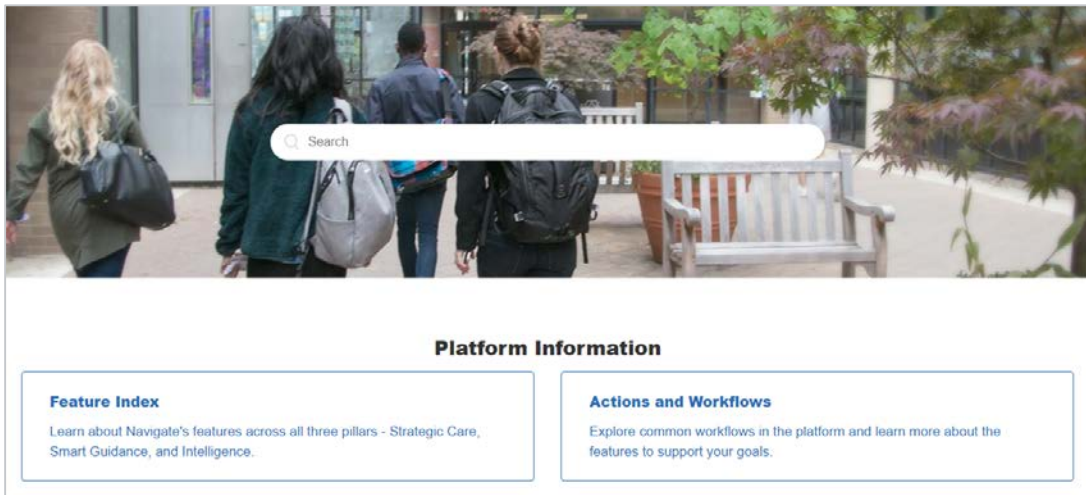 Search
Platform Information
Feature Index
Learn about Navigate's features across all three pillars - Strategic Care,
Smart Guidance, and Intelligence.
Actions and Workflows
Explore common workflows in the platform and learn more about the
features to support your goals.